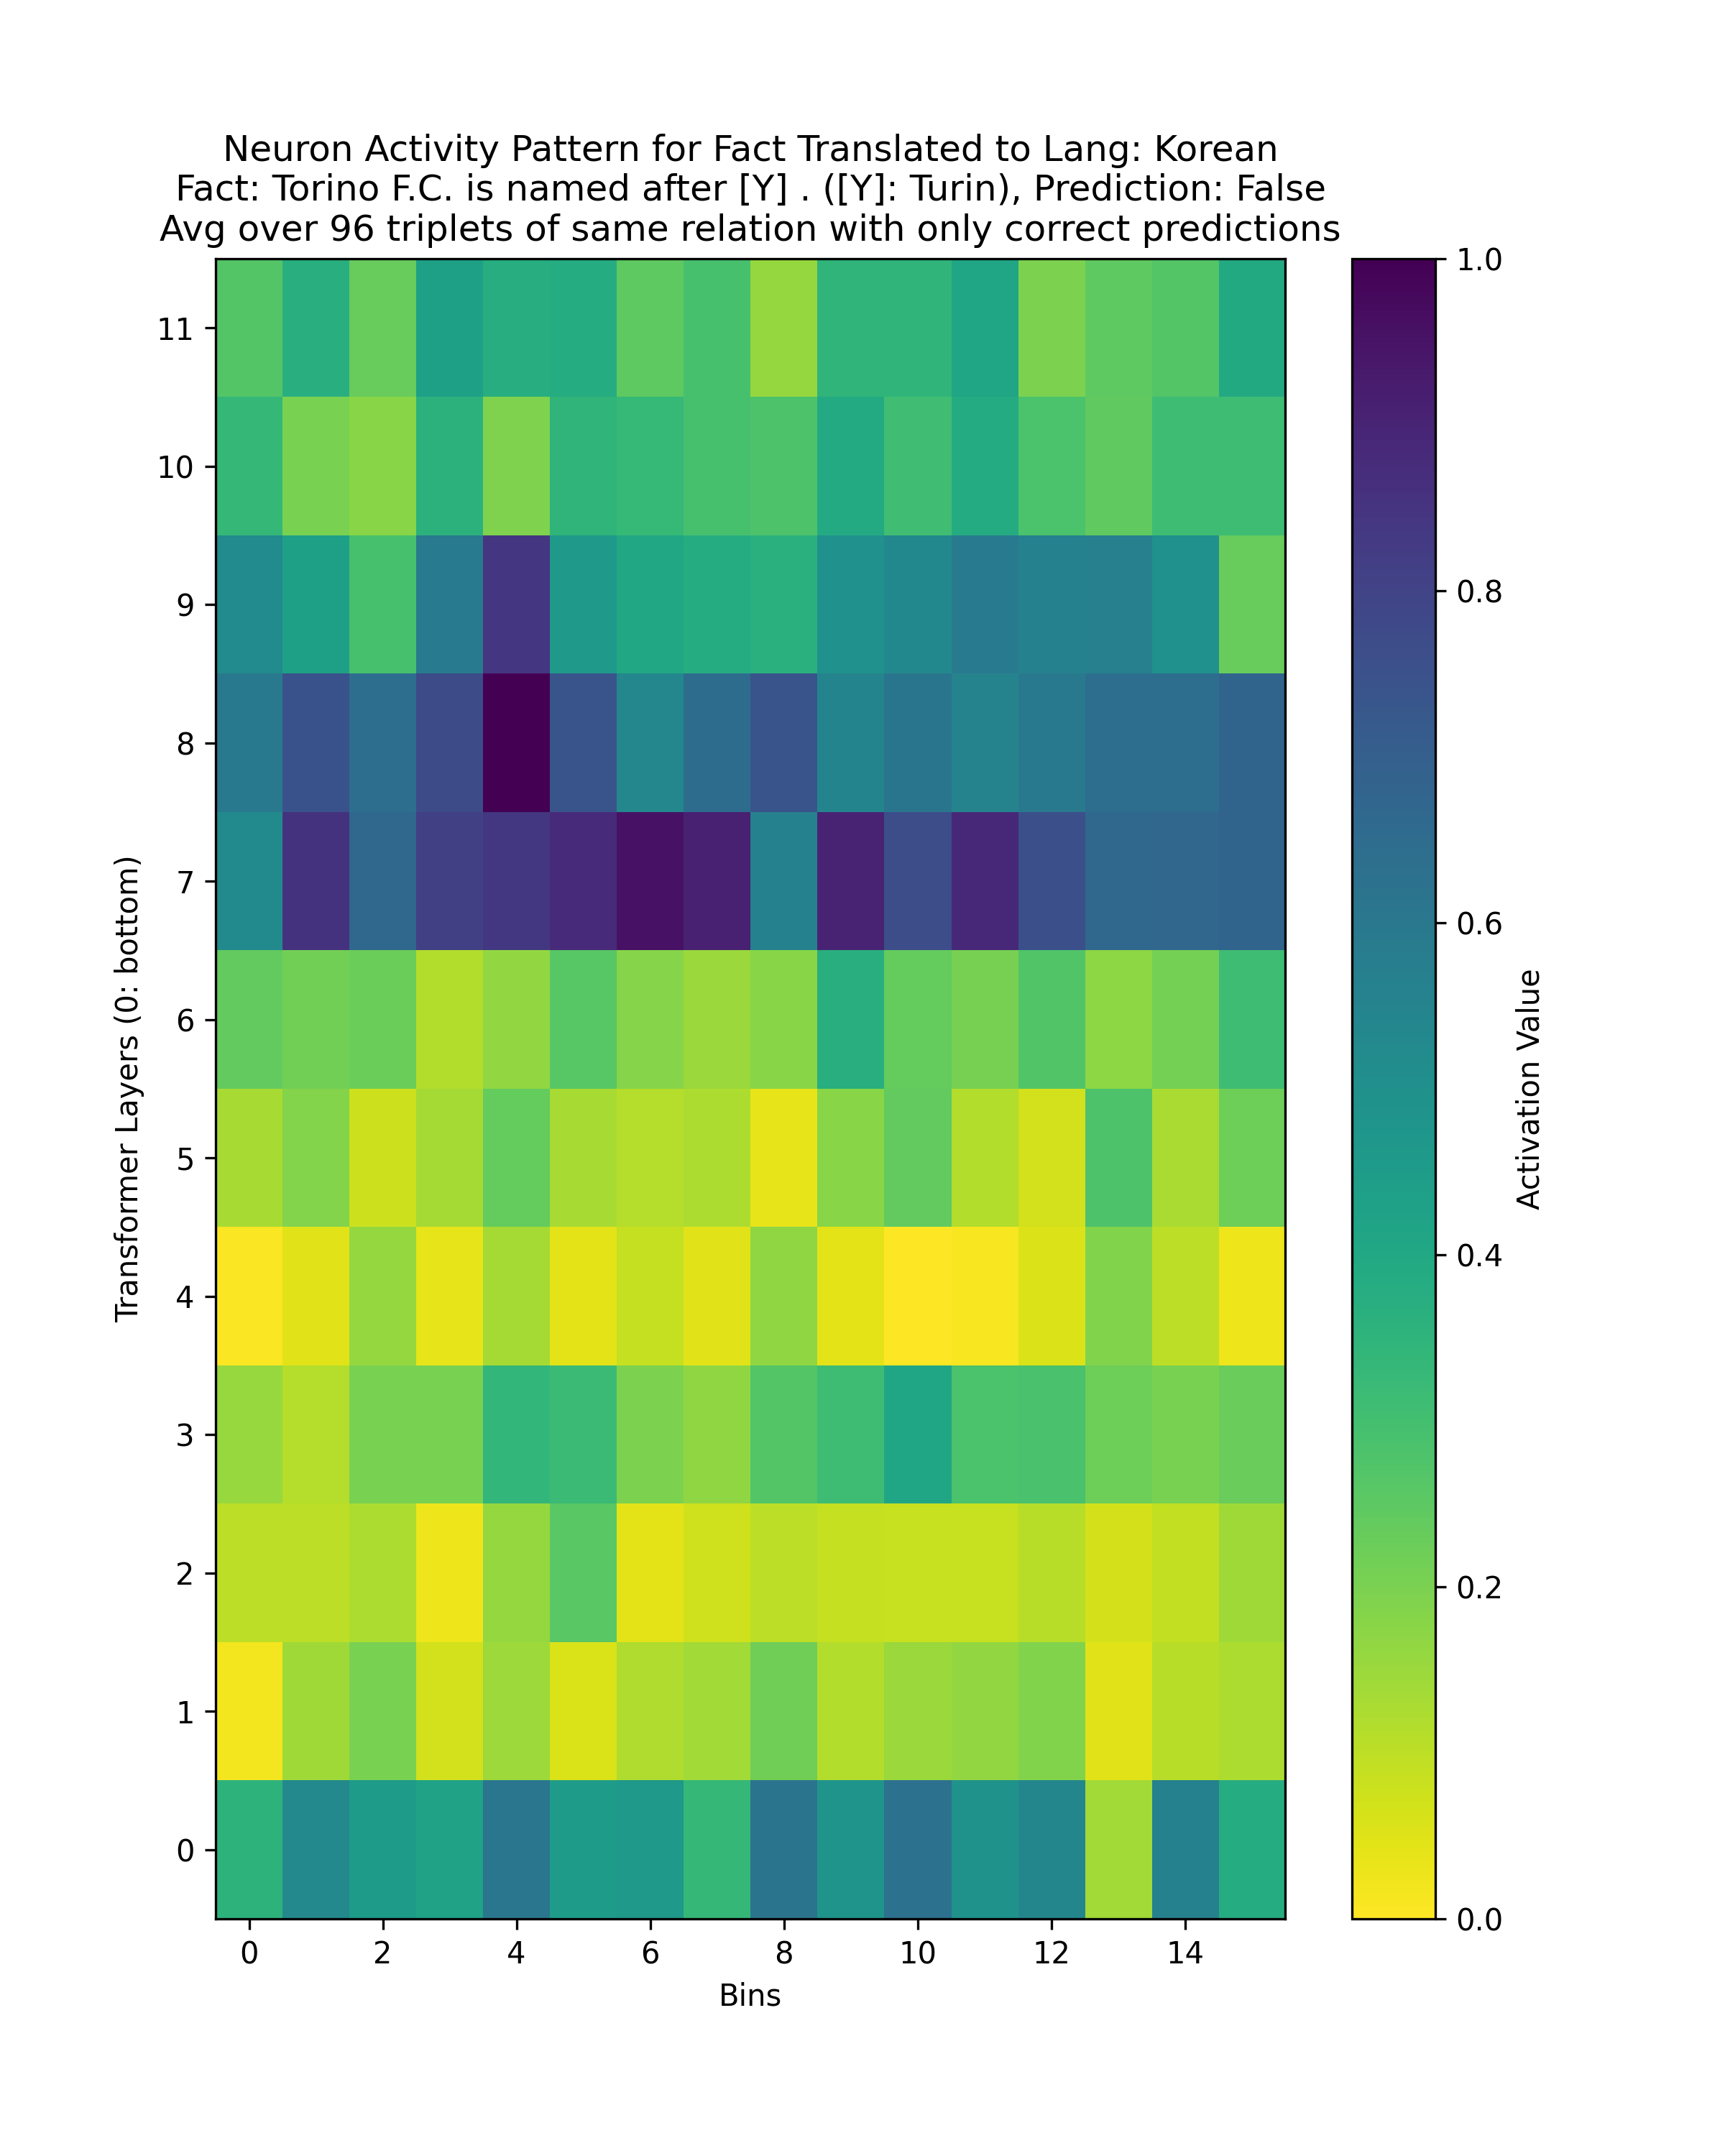 Neuron Activity Pattern for Fact Translated to Lang: Korean
Fact: Torino F.C. is named after [Y] . ([Y]: Turin), Prediction: False
Avg over 96 triplets of same relation with only correct predictions
11
10
9
8
7
6
5
4
3
2
1
0
Transformer Layers (0: bottom)
0 2 4 6 8 10 12 14
Bins
1.0
0.8
0.6
0.4
0.2
0.0
Activation Value